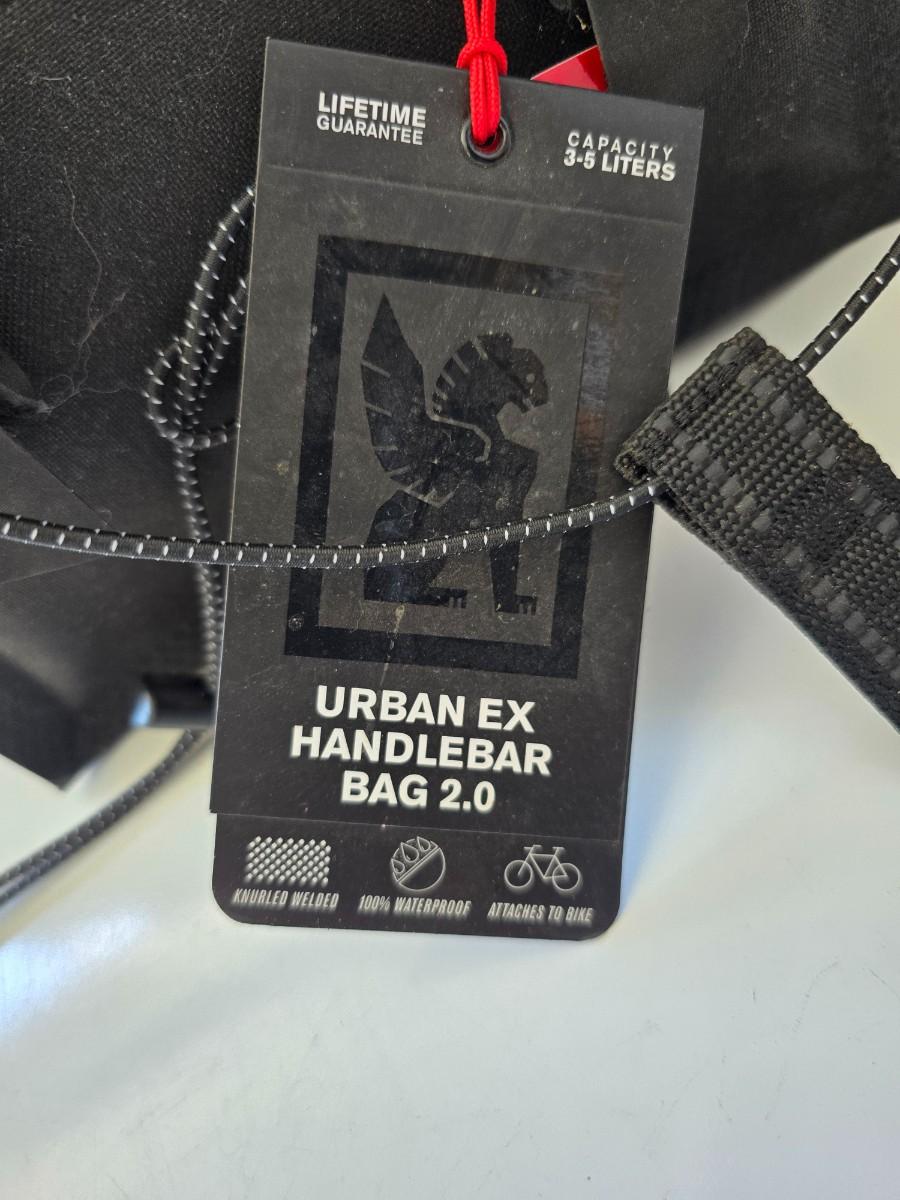 LIFETIME
GUARANTEE
CAPACITY
3-5 LITERS
URBAN EX
HANDLEBAR
BAG 2.0
KNURLED WELDED
100% WATERPROOF
ATTACHES TO BIKE